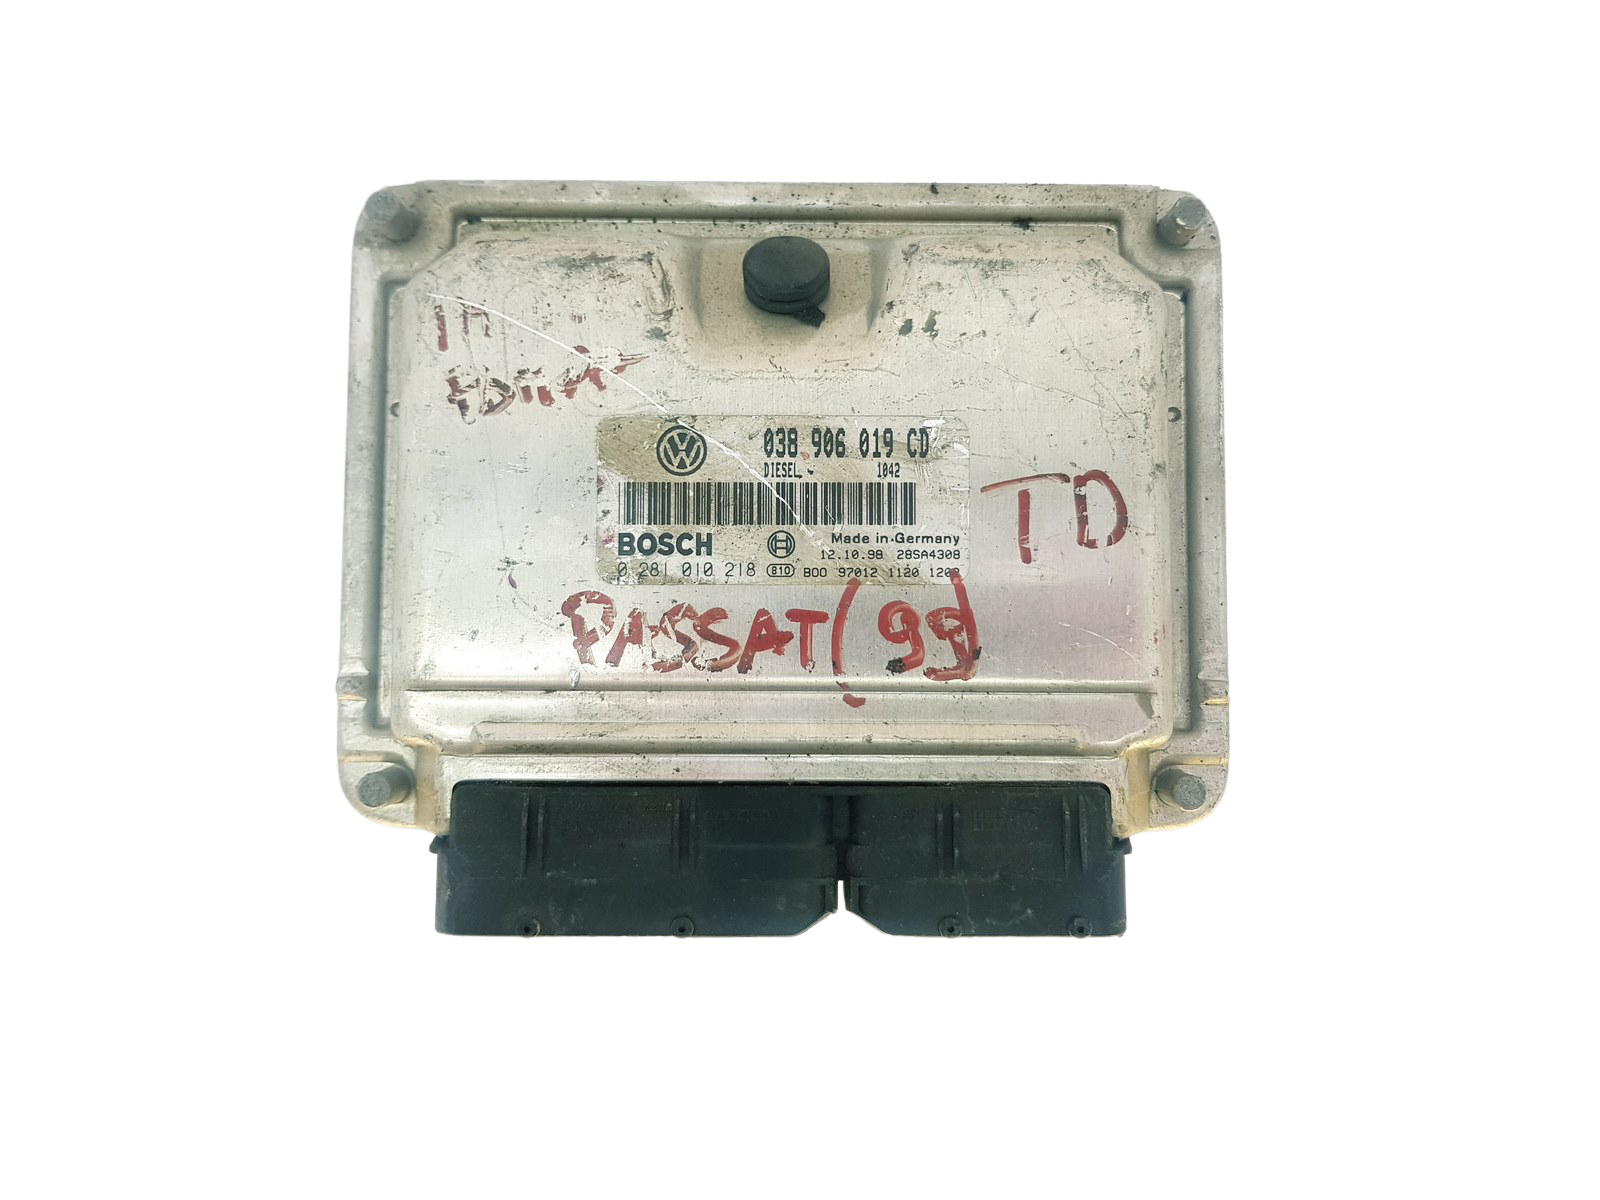 038 906 019 CD
DIESEL 1042
BOSCH
Made in Germany
12.10.98 28SA4308
0 281 010 218 810 B00 97012 1120 1202
TD
PASSAT (99)